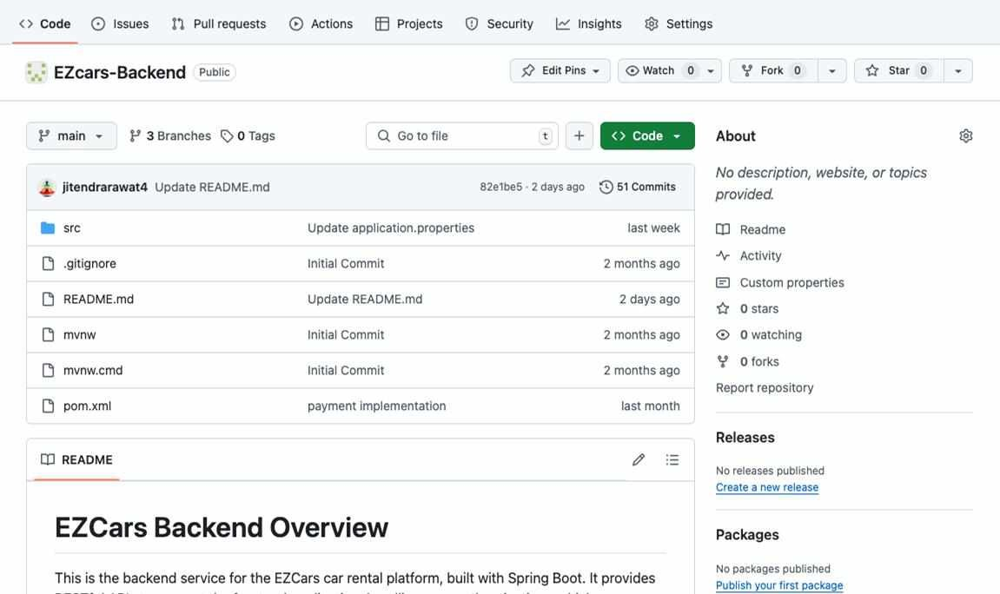 Code Issues Pull requests Actions Projects Security Insights Settings
EZcars-Backend Public Edit Pins Watch 0 Fork 0 Star 0
main 3 Branches 0 Tags Go to file t + Code
jitendrarawat4 Update README.md 82e1be5 · 2 days ago 51 Commits
src Update application.properties last week
.gitignore Initial Commit 2 months ago
README.md Update README.md 2 days ago
mvnw Initial Commit 2 months ago
mvnw.cmd Initial Commit 2 months ago
pom.xml payment implementation last month
README
EZCars Backend Overview
This is the backend service for the EZCars car rental platform, built with Spring Boot. It provides
About
No description, website, or topics
provided.
Readme
Activity
Custom properties
0 stars
0 watching
0 forks
Report repository
Releases
No releases published
Create a new release
Packages
No packages published
Publish your first package